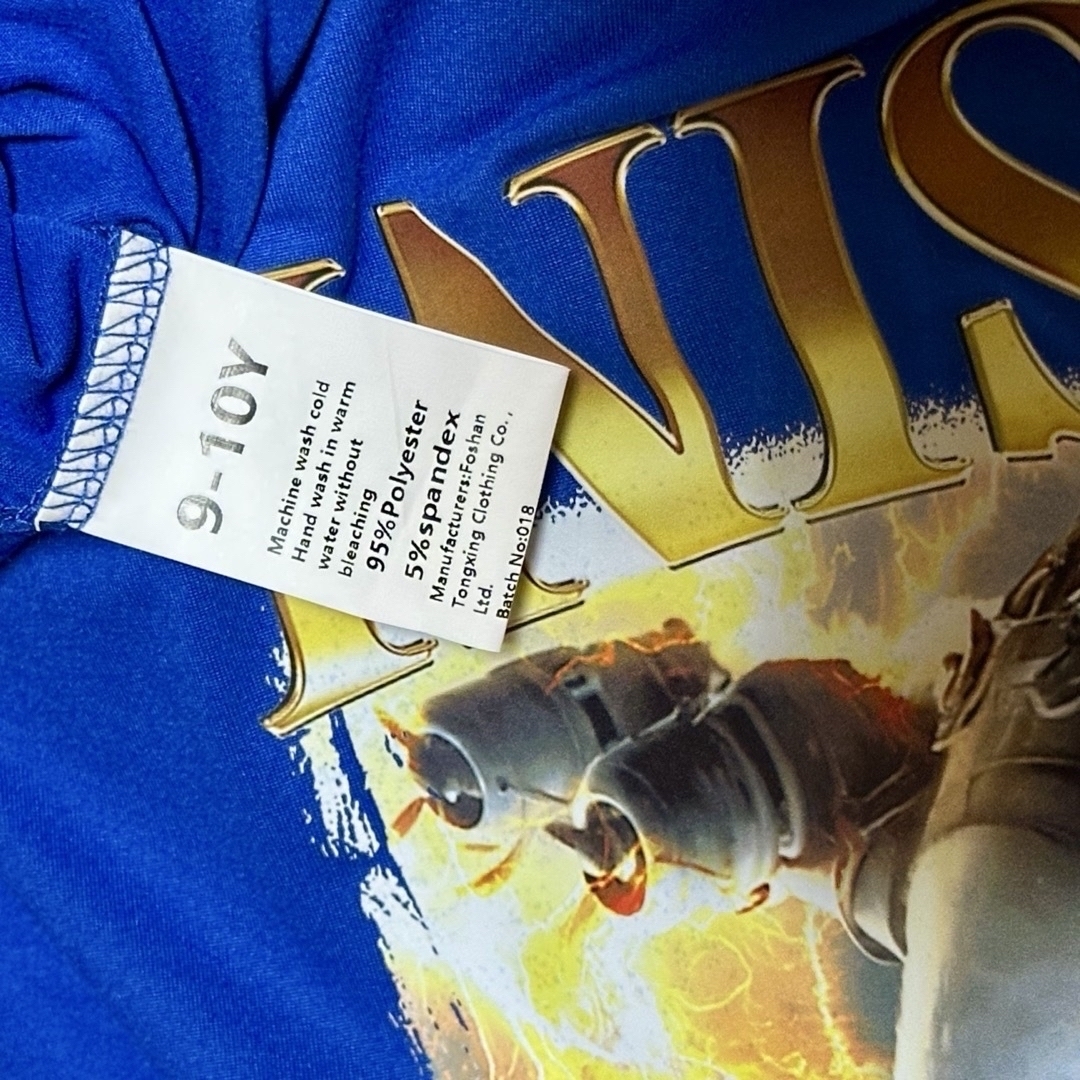 9-10Y
Machine wash cold
Hand wash in warm
water without
bleaching
95%Polyester
5%spandex
Manufacturers:Foshan
Tongxing Clothing Co.,
Ltd.
Batch No:018